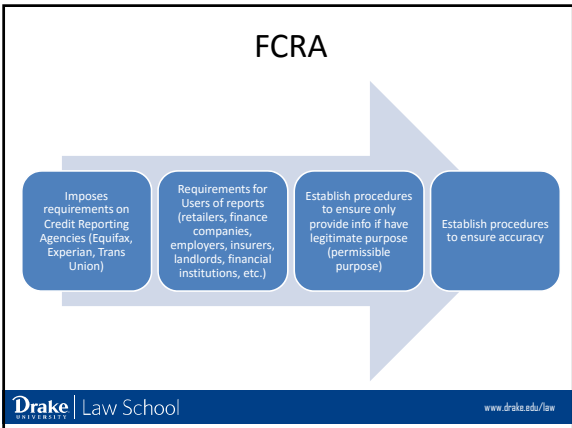 FCRA
Imposes
requirements on
Credit Reporting
Agencies (Equifax,
Experian, Trans
Union)
Requirements for
Users of reports
(retailers, finance
companies,
employers, insurers,
landlords, financial
institutions, etc.)
Establish procedures
to ensure only
provide info if have
legitimate purpose
(permissible
purpose)
Establish procedures
to ensure accuracy
Drake
UNIVERSITY
Law School
www.drake.edu/law